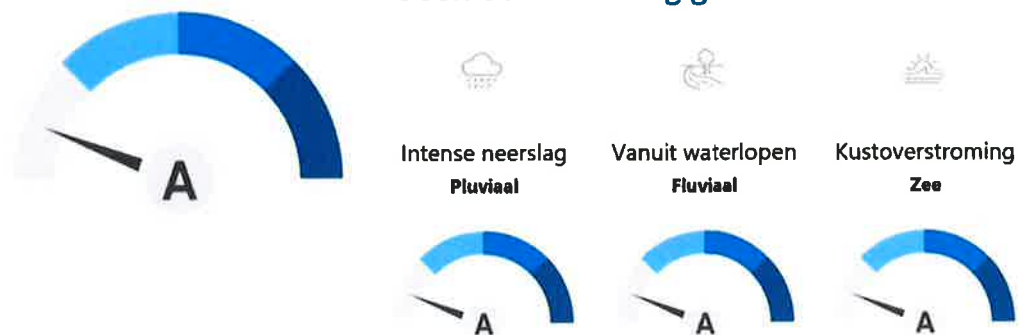 A
Intense neerslag
Pluviaal
A
Vanuit waterlopen
Fluviaal
A
Kustoverstroming
Zee
A